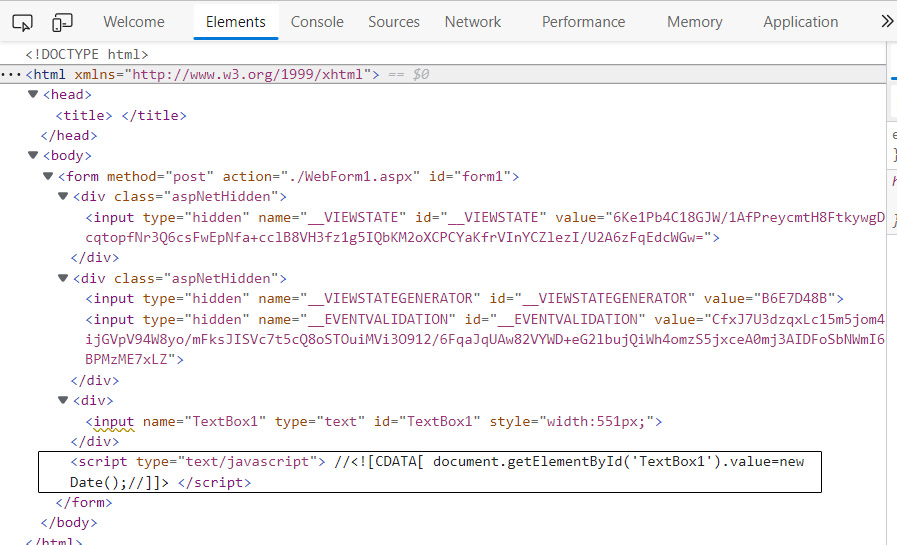 Welcome Elements Console Sources Network Performance Memory Application »
<!DOCTYPE html>
···<html xmlns="http://www.w3.org/1999/xhtml"> == $0
▼<head>
<title> </title>
</head>
▼<body>
▼<form method="post" action="./WebForm1.aspx" id="form1">
▼<div class="aspNetHidden">
<input type="hidden" name="__VIEWSTATE" id="__VIEWSTATE" value="6Ke1Pb4C18GJW/1AfPreycmtH8FtkywgD
cqtopfNr3Q6csFwEpNfa+cclB8VH3fz1g5IQbKM2oXCPCYaKfrVInYCZlezI/U2A6zFqEdcWGw=">
</div>
▼<div class="aspNetHidden">
<input type="hidden" name="__VIEWSTATEGENERATOR" id="__VIEWSTATEGENERATOR" value="B6E7D48B">
<input type="hidden" name="__EVENTVALIDATION" id="__EVENTVALIDATION" value="CfxJ7U3dzqxLc15m5jom4
ijGVpV94W8yo/mFksJISVc7t5cQ8oSTOuiMVi3O912/6FqaJqUAw82VYWD+eG2lbujQiWh4omzS5jxceA0mj3AIDFoSbNWmI6
BPMzME7xLZ">
</div>
▼<div>
<input name="TextBox1" type="text" id="TextBox1" style="width:551px;">
</div>
<script type="text/javascript"> //<![CDATA[ document.getElementById('TextBox1').value=new
Date();//]]> </script>
</form>
</body>
</html>